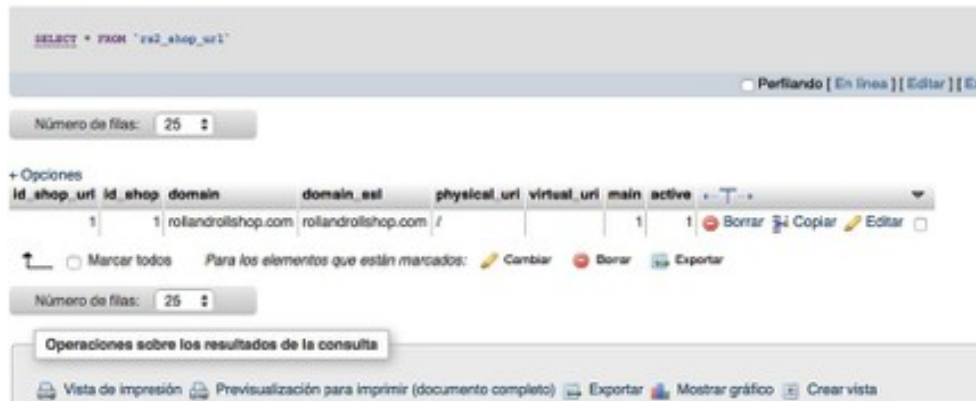 SELECT * FROM `rs2_shop_url`
Perfilando [ En línea ] [ Editar ] [
Número de filas: 25
+ Opciones
id_shop_url id_shop domain domain_ssl physical_uri virtual_uri main active
1 1 rollandrollshop.com rollandrollshop.com / 1 1 Borrar Copiar Editar
Marcar todos Para los elementos que están marcados: Cambiar Borrar Exportar
Número de filas: 25
Operaciones sobre los resultados de la consulta
Vista de impresión Previsualización para imprimir (documento completo) Exportar Mostrar gráfico Crear vista